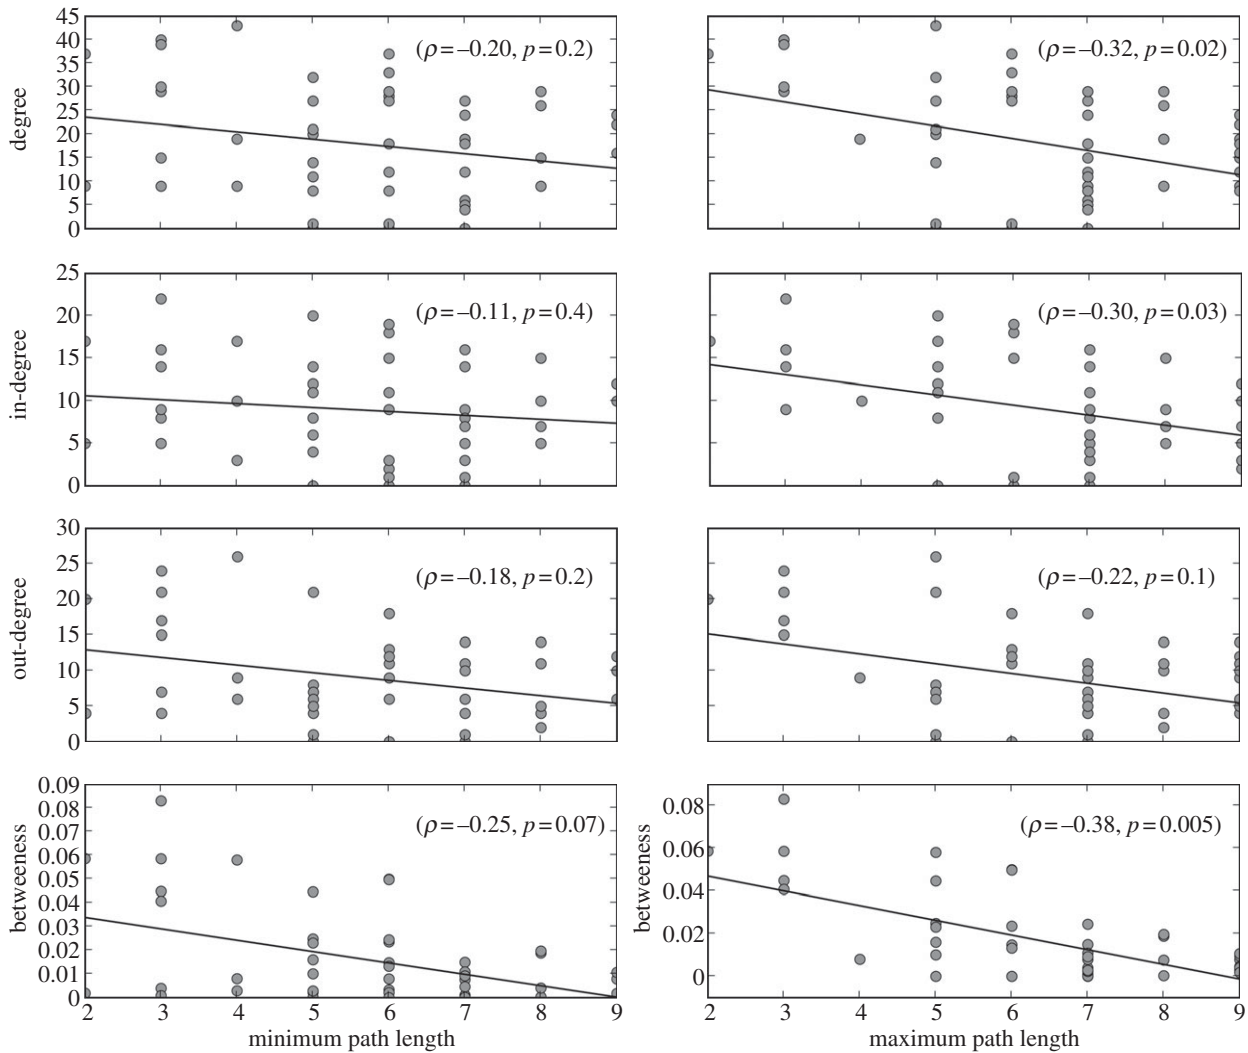 45
40
35
30
25
20
15
10
5
0
degree
(ρ=–0.20, p=0.2)
(ρ=–0.32, p=0.02)
25
20
15
10
5
0
in-degree
(ρ=–0.11, p=0.4)
(ρ=–0.30, p=0.03)
30
25
20
15
10
5
0
out-degree
(ρ=–0.18, p=0.2)
(ρ=–0.22, p=0.1)
0.09
0.08
0.07
0.06
0.05
0.04
0.03
0.02
0.01
0
betweeness
(ρ=–0.25, p=0.07)
2 3 4 5 6 7 8 9
minimum path length
0.08
0.06
0.04
0.02
0
betweeness
(ρ=–0.38, p=0.005)
2 3 4 5 6 7 8 9
maximum path length